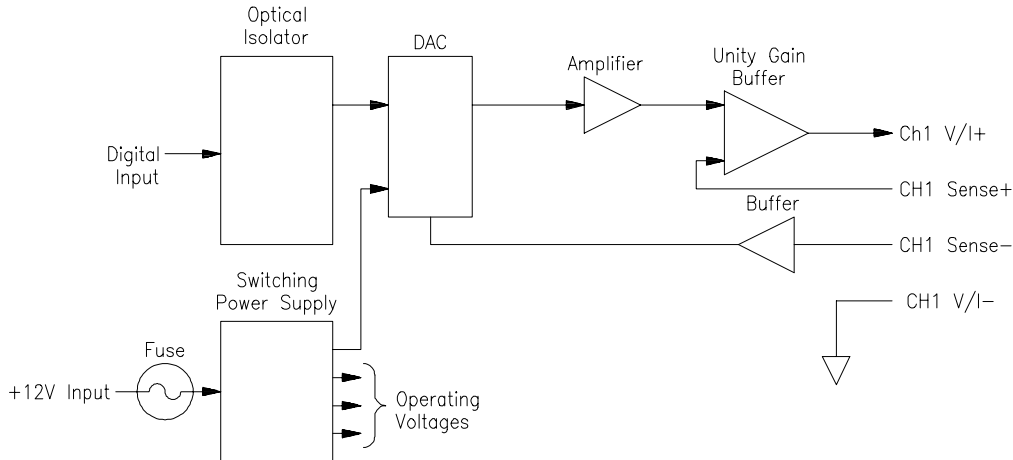 Optical
Isolator
DAC
Amplifier
Unity Gain
Buffer
Digital
Input
Ch1 V/I+
CH1 Sense+
Buffer
CH1 Sense−
Switching
Power Supply
CH1 V/I−
Fuse
+12V Input
Operating
Voltages